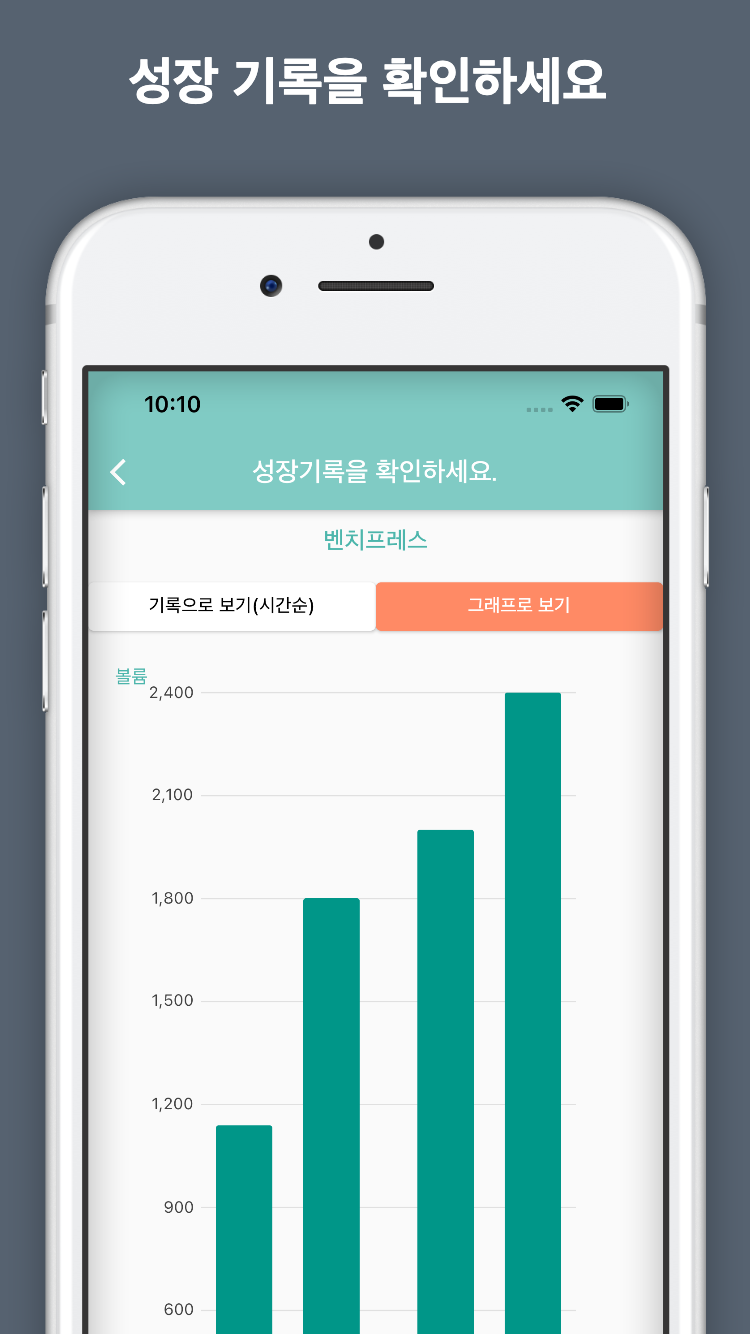 성장 기록을 확인하세요
10:10
성장기록을 확인하세요.
벤치프레스
기록으로 보기(시간순)
그래프로 보기
볼륨
2,400
2,100
1,800
1,500
1,200
900
600